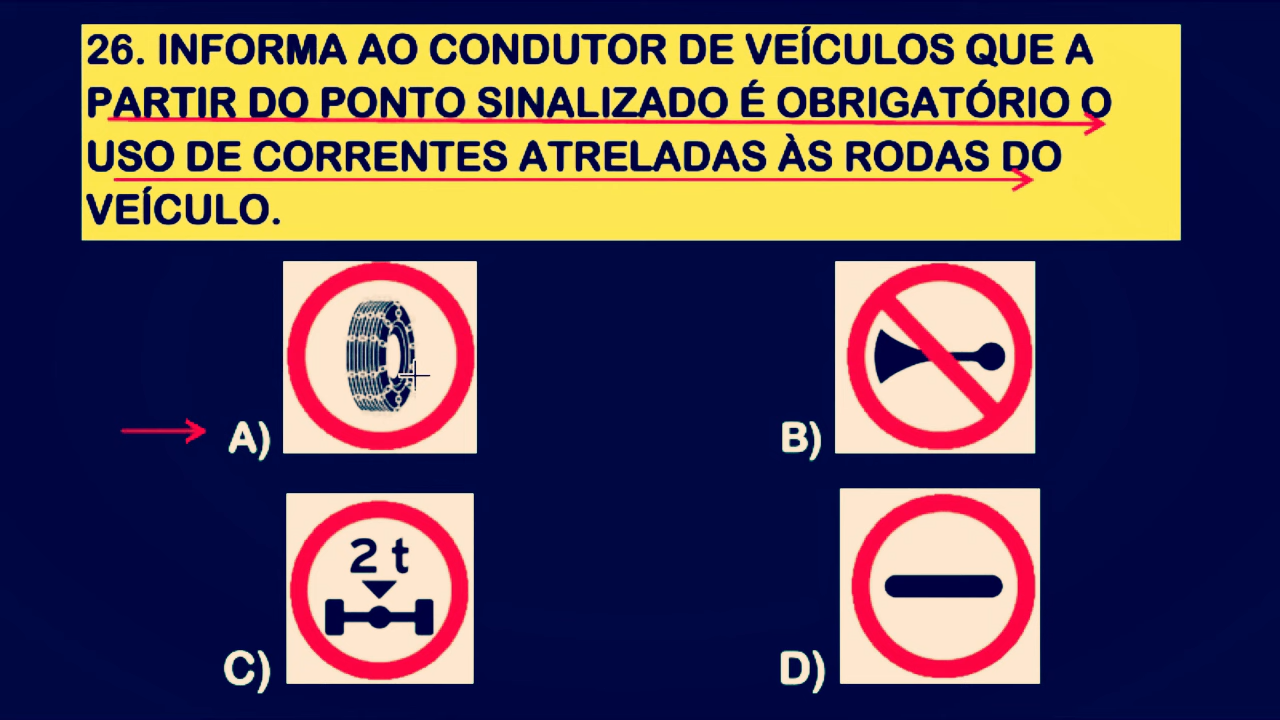 26. INFORMA AO CONDUTOR DE VEÍCULOS QUE A
PARTIR DO PONTO SINALIZADO É OBRIGATÓRIO O
USO DE CORRENTES ATRELADAS ÀS RODAS DO
VEÍCULO.
A)
B)
2 t
C)
D)